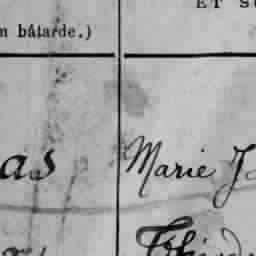 ET S
n bâtarde.)
as Marie J